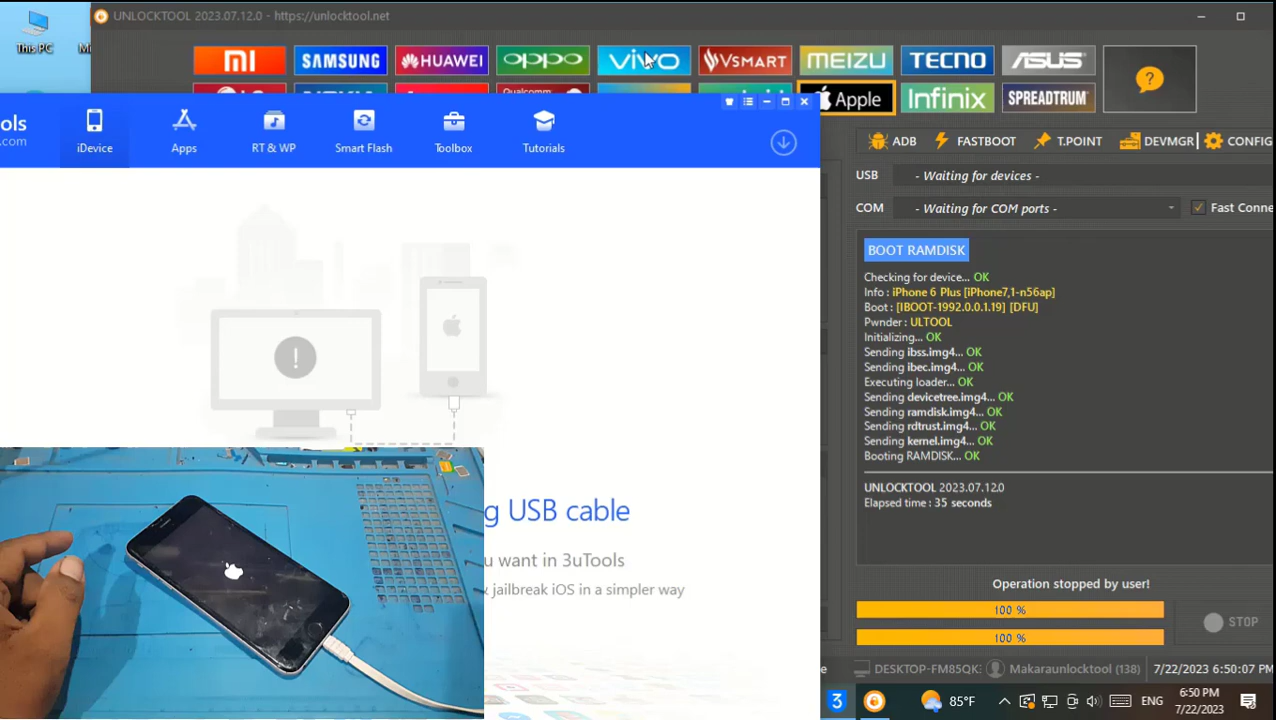 This PC
UNLOCKTOOL 2023.07.12.0 - https://unlocktool.net
mi SAMSUNG HUAWEI oppo vivo VSMART MEIZU TECNO ASUS ?
Qualcomm Apple Infinix SPREADTRUM
ools
.com
iDevice Apps RT & WP Smart Flash Toolbox Tutorials
ADB FASTBOOT T.POINT DEVMGR CONFIG
USB - Waiting for devices -
COM - Waiting for COM ports - Fast Conne
BOOT RAMDISK
Checking for device... OK
Info : iPhone 6 Plus [iPhone7,1-n56ap]
Boot : [IBOOT-1992.0.0.1.19] [DFU]
Pwnder : ULTOOL
Initializing... OK
Sending ibss.img4... OK
Sending ibec.img4... OK
Executing loader... OK
Sending devicetree.img4... OK
Sending ramdisk.img4... OK
Sending rdtrust.img4... OK
Sending kernel.img4... OK
Booting RAMDISK... OK
UNLOCKTOOL 2023.07.12.0
Elapsed time : 35 seconds
!
g USB cable
u want in 3uTools
& jailbreak iOS in a simpler way
Operation stopped by user!
100 %
100 %
STOP
e DESKTOP-FM85QK Makaraunlocktool (138) 7/22/2023 6:50:07 PM
3 85°F ENG 6:50 PM
7/22/2023